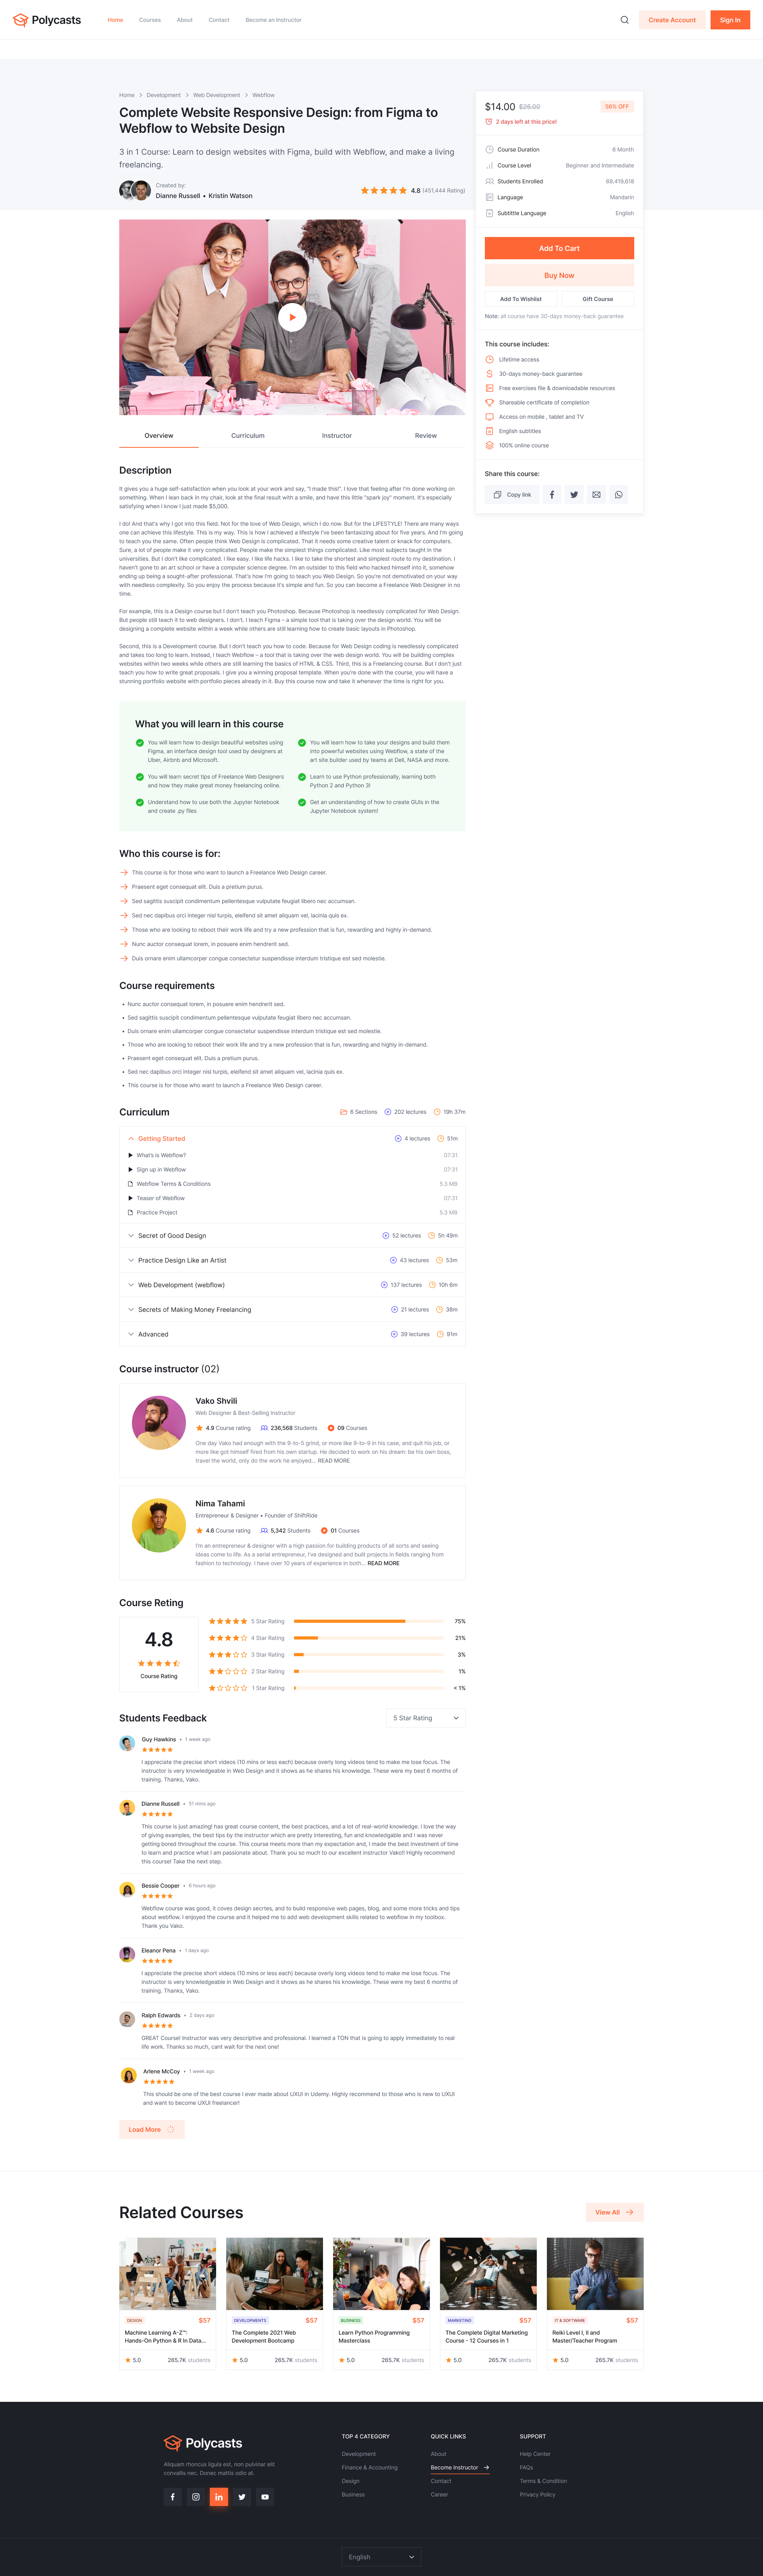 Polycasts
Home Courses About Contact Become an Instructor
Create Account
Sign In
Home > Development > Web Development > Webflow
Complete Website Responsive Design: from Figma to
Webflow to Website Design
3 in 1 Course: Learn to design websites with Figma, build with Webflow, and make a living
freelancing.
Created by:
Dianne Russell • Kristin Watson
4.8 (451,444 Rating)
$14.00 $26.00
56% OFF
2 days left at this price!
Course Duration 6 Month
Course Level Beginner and Intermediate
Students Enrolled 69,419,618
Language Mandarin
Subtittle Language English
Add To Cart
Buy Now
Add To Wishlist
Gift Course
Note: all course have 30-days money-back guarantee
This course includes:
Lifetime access
30-days money-back guarantee
Free exercises file & downloadable resources
Shareable certificate of completion
Access on mobile , tablet and TV
English subtitles
100% online course
Share this course:
Copy link
Overview Curriculum Instructor Review
Description
It gives you a huge self-satisfaction when you look at your work and say, "I made this!". I love that feeling after I'm done working on
something. When I lean back in my chair, look at the final result with a smile, and have this little "spark joy" moment. It's especially
satisfying when I know I just made $5,000.
I do! And that's why I got into this field. Not for the love of Web Design, which I do now. But for the LIFESTYLE! There are many ways
one can achieve this lifestyle. This is my way. This is how I achieved a lifestyle I've been fantasizing about for five years. And I'm going
to teach you the same. Often people think Web Design is complicated. That it needs some creative talent or knack for computers.
Sure, a lot of people make it very complicated. People make the simplest things complicated. Like most subjects taught in the
universities. But I don't like complicated. I like easy. I like life hacks. I like to take the shortest and simplest route to my destination. I
haven't gone to an art school or have a computer science degree. I'm an outsider to this field who hacked himself into it, somehow
ending up being a sought-after professional. That's how I'm going to teach you Web Design. So you're not demotivated on your way
with needless complexity. So you enjoy the process because it's simple and fun. So you can become a Freelance Web Designer in no
time.
For example, this is a Design course but I don't teach you Photoshop. Because Photoshop is needlessly complicated for Web Design.
But people still teach it to web designers. I don't. I teach Figma – a simple tool that is taking over the design world. You will be
designing a complete website within a week while others are still learning how to create basic layouts in Photoshop.
Second, this is a Development course. But I don't teach you how to code. Because for Web Design coding is needlessly complicated
and takes too long to learn. Instead, I teach Webflow – a tool that is taking over the web design world. You will be building complex
websites within two weeks while others are still learning the basics of HTML & CSS. Third, this is a Freelancing course. But I don't just
teach you how to write great proposals. I give you a winning proposal template. When you're done with the course, you will have a
stunning portfolio website with portfolio pieces already in it. Buy this course now and take it whenever the time is right for you.
What you will learn in this course
You will learn how to design beautiful websites using
Figma, an interface design tool used by designers at
Uber, Airbnb and Microsoft.
You will learn how to take your designs and build them
into powerful websites using Webflow, a state of the
art site builder used by teams at Dell, NASA and more.
You will learn secret tips of Freelance Web Designers
and how they make great money freelancing online.
Learn to use Python professionally, learning both
Python 2 and Python 3!
Understand how to use both the Jupyter Notebook
and create .py files
Get an understanding of how to create GUIs in the
Jupyter Notebook system!
Who this course is for:
This course is for those who want to launch a Freelance Web Design career.
Praesent eget consequat elit. Duis a pretium purus.
Sed sagittis suscipit condimentum pellentesque vulputate feugiat libero nec accumsan.
Sed nec dapibus orci integer nisl turpis, eleifend sit amet aliquam vel, lacinia quis ex.
Those who are looking to reboot their work life and try a new profession that is fun, rewarding and highly in-demand.
Nunc auctor consequat lorem, in posuere enim hendrerit sed.
Duis ornare enim ullamcorper congue consectetur suspendisse interdum tristique est sed molestie.
Course requirements
• Nunc auctor consequat lorem, in posuere enim hendrerit sed.
• Sed sagittis suscipit condimentum pellentesque vulputate feugiat libero nec accumsan.
• Duis ornare enim ullamcorper congue consectetur suspendisse interdum tristique est sed molestie.
• Those who are looking to reboot their work life and try a new profession that is fun, rewarding and highly in-demand.
• Praesent eget consequat elit. Duis a pretium purus.
• Sed nec dapibus orci integer nisl turpis, eleifend sit amet aliquam vel, lacinia quis ex.
• This course is for those who want to launch a Freelance Web Design career.
Curriculum
6 Sections 202 lectures 19h 37m
Getting Started 4 lectures 51m
What's is Webflow? 07:31
Sign up in Webflow 07:31
Webflow Terms & Conditions 5.3 MB
Teaser of Webflow 07:31
Practice Project 5.3 MB
Secret of Good Design 52 lectures 5h 49m
Practice Design Like an Artist 43 lectures 53m
Web Development (webflow) 137 lectures 10h 6m
Secrets of Making Money Freelancing 21 lectures 38m
Advanced 39 lectures 91m
Course instructor (02)
Vako Shvili
Web Designer & Best-Selling Instructor
4.9 Course rating 236,568 Students 09 Courses
One day Vako had enough with the 9-to-5 grind, or more like 9-to-9 in his case, and quit his job, or
more like got himself fired from his own startup. He decided to work on his dream: be his own boss,
travel the world, only do the work he enjoyed... READ MORE
Nima Tahami
Entrepreneur & Designer • Founder of ShiftRide
4.6 Course rating 5,342 Students 01 Courses
I'm an entrepreneur & designer with a high passion for building products of all sorts and seeing
ideas come to life. As a serial entrepreneur, I've designed and built projects in fields ranging from
fashion to technology. I have over 10 years of experience in both... READ MORE
Course Reting
4.8
Course Rating
5 Star Rating 75%
4 Star Rating 21%
3 Star Rating 3%
2 Star Rating 1%
1 Star Rating < 1%
Students Feedback
5 Star Rating
Guy Hawkins • 1 week ago
I appreciate the precise short videos (10 mins or less each) because overly long videos tend to make me lose focus. The
instructor is very knowledgeable in Web Design and it shows as he shares his knowledge. These were my best 6 months of
training. Thanks, Vako.
Dianne Russell • 51 mins ago
This course is just amazing! has great course content, the best practices, and a lot of real-world knowledge. I love the way
of giving examples, the best tips by the instructor which are pretty interesting, fun and knowledgable and I was never
getting bored throughout the course. This course meets more than my expectation and, I made the best investment of time
to learn and practice what I am passionate about. Thank you so much to our excellent instructor Vako!! Highly recommend
this course! Take the next step.
Bessie Cooper • 6 hours ago
Webflow course was good, it coves design secrtes, and to build responsive web pages, blog, and some more tricks and tips
about webflow. I enjoyed the course and it helped me to add web development skills related to webflow in my toolbox.
Thank you Vako.
Eleanor Pena • 1 days ago
I appreciate the precise short videos (10 mins or less each) because overly long videos tend to make me lose focus. The
instructor is very knowledgeable in Web Design and it shows as he shares his knowledge. These were my best 6 months of
training. Thanks, Vako.
Ralph Edwards • 2 days ago
GREAT Course! Instructor was very descriptive and professional. I learned a TON that is going to apply immediately to real
life work. Thanks so much, cant wait for the next one!
Arlene McCoy • 1 week ago
This should be one of the best course I ever made about UXUI in Udemy. Highly recommend to those who is new to UXUI
and want to become UXUI freelancer!
Load More
Related Courses
View All
DESIGN $57
Machine Learning A-Z™:
Hands-On Python & R In Data...
5.0 265.7K students
DEVELOPMENTS $57
The Complete 2021 Web
Development Bootcamp
5.0 265.7K students
BUSINESS $57
Learn Python Programming
Masterclass
5.0 265.7K students
MARKETING $57
The Complete Digital Marketing
Course - 12 Courses in 1
5.0 265.7K students
IT & SOFTWARE $57
Reiki Level I, II and
Master/Teacher Program
5.0 265.7K students
Polycasts
Aliquam rhoncus ligula est, non pulvinar elit
convallis nec. Donec mattis odio at.
TOP 4 CATEGORY
Development
Finance & Accounting
Design
Business
QUICK LINKS
About
Become Instructor
Contact
Career
SUPPORT
Help Center
FAQs
Terms & Condition
Privacy Policy
English